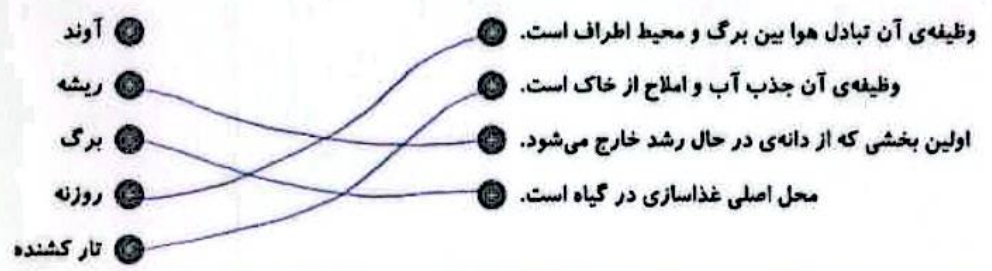 وظیفه‌ی آن تبادل هوا بین برگ و محیط اطراف است.
آوند
وظیفه‌ی آن جذب آب و املاح از خاک است.
ریشه
اولین بخشی که از دانه‌ی در حال رشد خارج می‌شود.
برگ
محل اصلی غذاسازی در گیاه است.
روزنه
تار کشنده